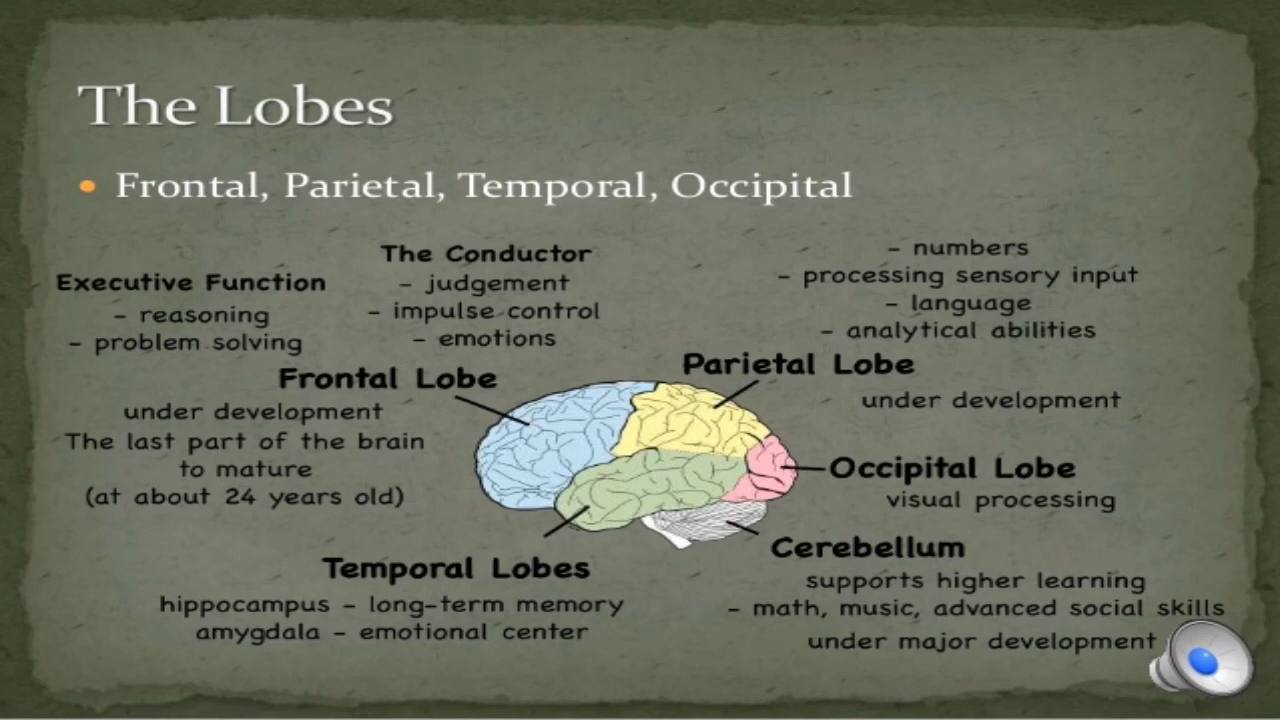 The Lobes
• Frontal, Parietal, Temporal, Occipital
Executive Function
– reasoning
– problem solving
The Conductor
– judgement
– impulse control
– emotions
– numbers
– processing sensory input
– language
– analytical abilities
Frontal Lobe
under development
The last part of the brain
to mature
(at about 24 years old)
Parietal Lobe
under development
Occipital Lobe
visual processing
Temporal Lobes
hippocampus – long-term memory
amygdala – emotional center
Cerebellum
supports higher learning
– math, music, advanced social skills
under major development